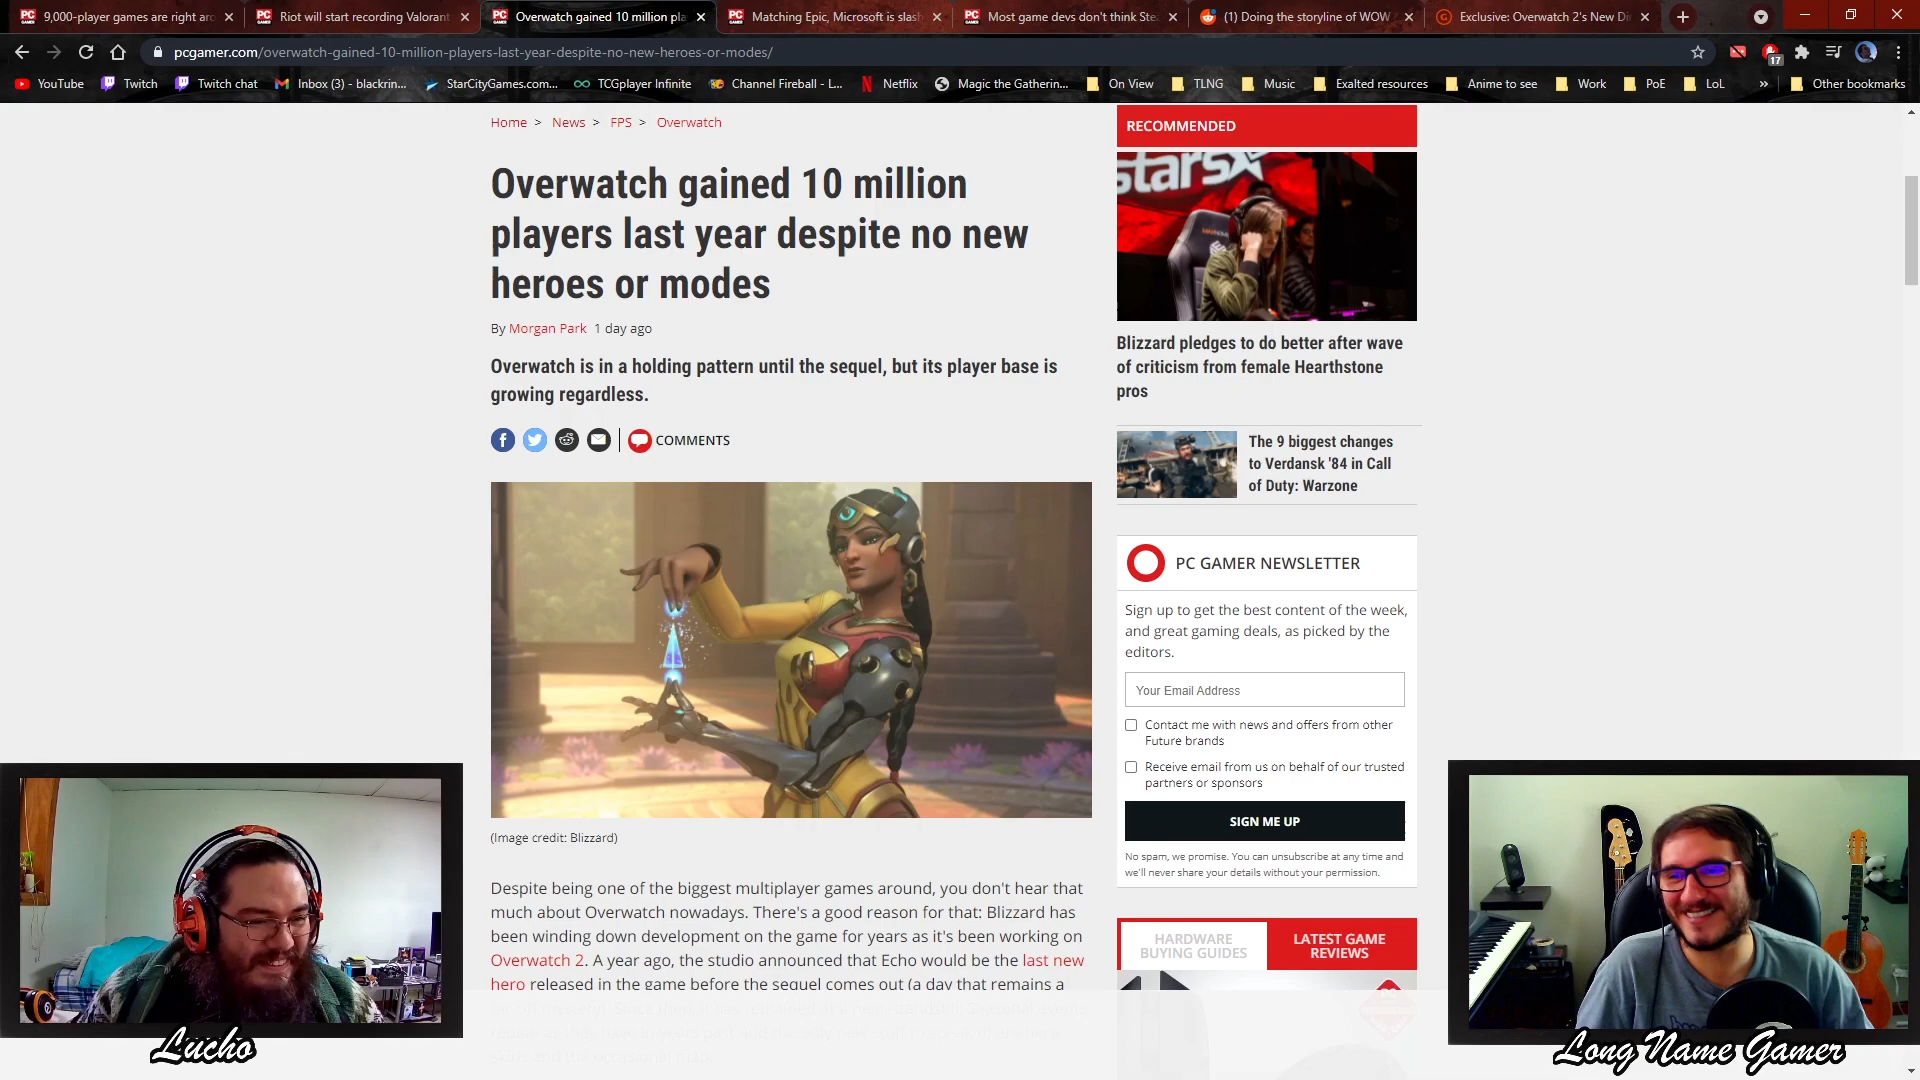 9,000-player games are right aro
Riot will start recording Valorant
Overwatch gained 10 million pla
Matching Epic, Microsoft is slash
Most game devs don't think Ste
(1) Doing the storyline of WOW
Exclusive: Overwatch 2's New Di
pcgamer.com/overwatch-gained-10-million-players-last-year-despite-no-new-heroes-or-modes/
17
YouTube
Twitch
Twitch chat
Inbox (3) - blackrin...
StarCityGames.com...
TCGplayer Infinite
Channel Fireball - L...
Netflix
Magic the Gatherin...
On View
TLNG
Music
Exalted resources
Anime to see
Work
PoE
LoL
»
Other bookmarks
Home > News > FPS > Overwatch
Overwatch gained 10 million
players last year despite no new
heroes or modes
By Morgan Park 1 day ago
Overwatch is in a holding pattern until the sequel, but its player base is
growing regardless.
COMMENTS
(Image credit: Blizzard)
Despite being one of the biggest multiplayer games around, you don't hear that
much about Overwatch nowadays. There's a good reason for that: Blizzard has
been winding down development on the game for years as it's been working on
Overwatch 2. A year ago, the studio announced that Echo would be the last new
hero released in the game before the sequel comes out (a day that remains a
RECOMMENDED
Blizzard pledges to do better after wave
of criticism from female Hearthstone
pros
The 9 biggest changes
to Verdansk '84 in Call
of Duty: Warzone
PC GAMER NEWSLETTER
Sign up to get the best content of the week,
and great gaming deals, as picked by the
editors.
Your Email Address
Contact me with news and offers from other
Future brands
Receive email from us on behalf of our trusted
partners or sponsors
SIGN ME UP
No spam, we promise. You can unsubscribe at any time and
we'll never share your details without your permission.
HARDWARE
BUYING GUIDES
LATEST GAME
REVIEWS
Lucho
Long Name Gamer